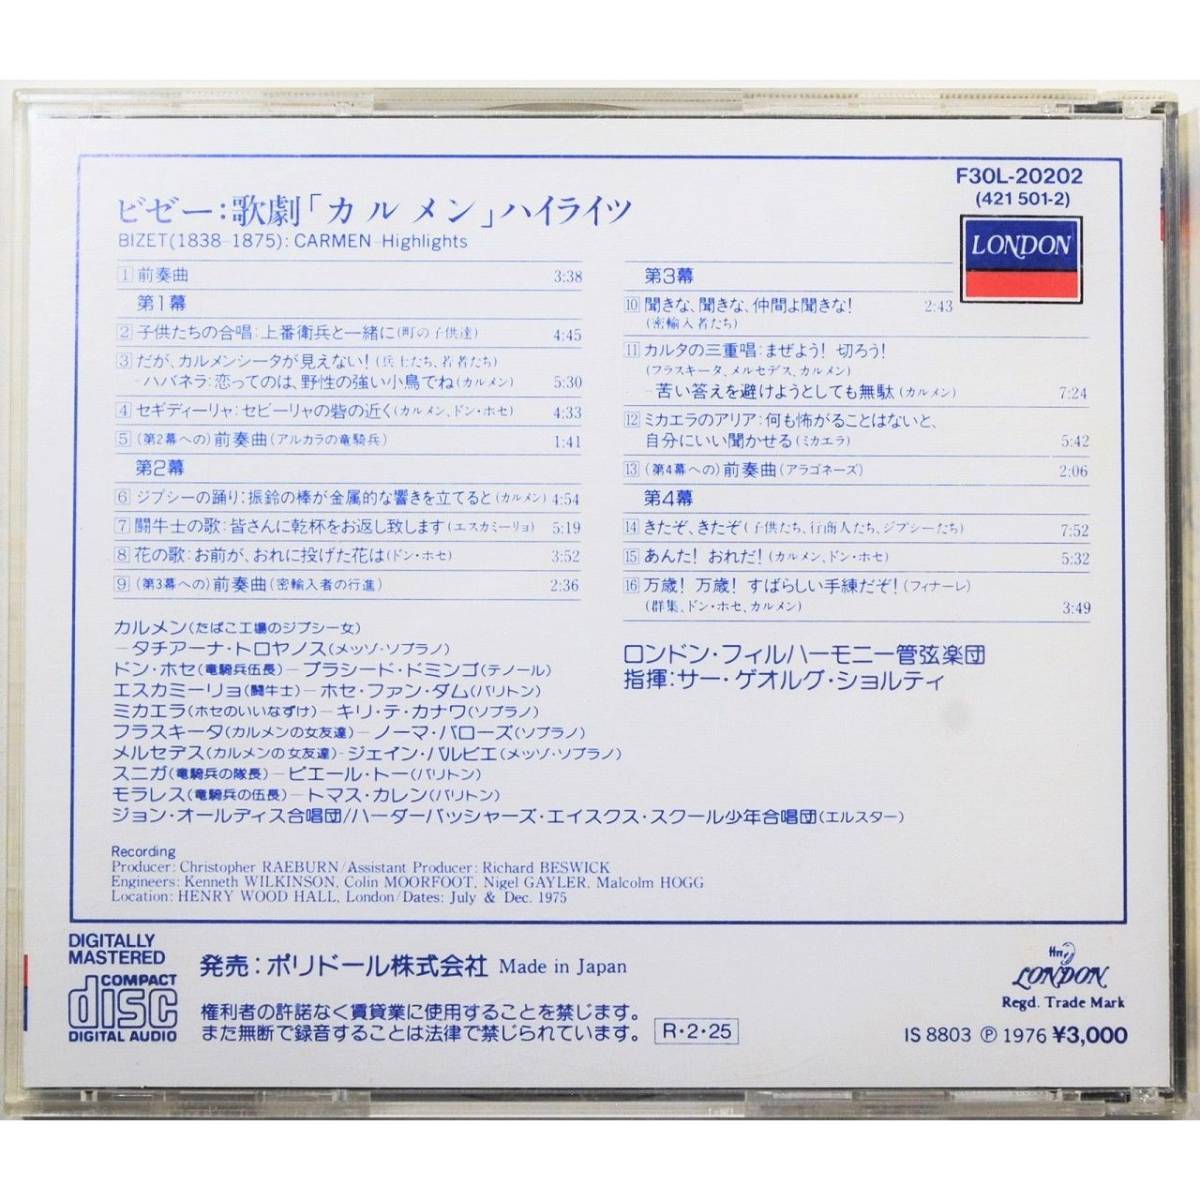 F30L-20202
(421 501-2)
LONDON
ビゼー:歌劇「カルメン」ハイライツ
BIZET(1838-1875): CARMEN-Highlights
1 前奏曲 3:38
第1幕
2 子供たちの合唱:上番衛兵と一緒に(町の子供達) 4:45
3 だが、カルメンシータが見えない!(兵士たち、若者たち)
-ハバネラ:恋ってのは、野性の強い小鳥でね(カルメン) 5:30
4 セギディーリャ:セビーリャの砦の近く(カルメン、ドン・ホセ) 4:33
5 (第2幕への)前奏曲(アルカラの竜騎兵) 1:41
第2幕
6 ジプシーの踊り:振鈴の棒が金属的な響きを立てると(カルメン) 4:54
7 闘牛士の歌:皆さんに乾杯をお返し致します(エスカミーリョ) 5:19
8 花の歌:お前が、おれに投げた花は(ドン・ホセ) 3:52
9 (第3幕への)前奏曲(密輸入者の行進) 2:36
第3幕
10 聞きな、聞きな、仲間よ聞きな! 2:43
(密輸入者たち)
11 カルタの三重唱:まぜよう! 切ろう!
(フラスキータ、メルセデス、カルメン)
-苦い答えを避けようとしても無駄(カルメン) 7:24
12 ミカエラのアリア:何も怖がることはないと、
自分にいい聞かせる(ミカエラ) 5:42
13 (第4幕への)前奏曲(アラゴネーズ) 2:06
第4幕
14 きたぞ、きたぞ(子供たち、行商人たち、ジプシーたち) 7:52
15 あんた! おれだ!(カルメン、ドン・ホセ) 5:32
16 万歳! 万歳! すばらしい手練だぞ!(フィナーレ)
(群集、ドン・ホセ、カルメン) 3:49
カルメン(たばこ工場のジプシー女)
-タチアーナ・トロヤノス(メッゾ・ソプラノ)
ドン・ホセ(竜騎兵伍長)-プラシード・ドミンゴ(テノール)
エスカミーリョ(闘牛士)-ホセ・ファン・ダム(バリトン)
ミカエラ(ホセのいいなずけ)-キリ・テ・カナワ(ソプラノ)
フラスキータ(カルメンの女友達)-ノーマ・バローズ(ソプラノ)
メルセデス(カルメンの女友達)-ジェイン・バルビエ(メッゾ・ソプラノ)
スニガ(竜騎兵の隊長)-ピエール・トー(バリトン)
モラレス(竜騎兵の伍長)-トマス・カレン(バリトン)
ジョン・オールディス合唱団/ハーダーバッシャーズ・エイスクス・スクール少年合唱団(エルスター)
ロンドン・フィルハーモニー管弦楽団
指揮:サー・ゲオルグ・ショルティ
Recording
Producer: Christopher RAEBURN/Assistant Producer: Richard BESWICK
Engineers: Kenneth WILKINSON, Colin MOORFOOT, Nigel GAYLER, Malcolm HOGG
Location: HENRY WOOD HALL, London/Dates: July & Dec. 1975
DIGITALLY
MASTERED
COMPACT
disc
DIGITAL AUDIO
発売:ポリドール株式会社 Made in Japan
権利者の許諾なく賃貸業に使用することを禁じます。
また無断で録音することは法律で禁じられています。 R・2・25
LONDON
Regd. Trade Mark
IS 8803 ℗ 1976 ¥3,000